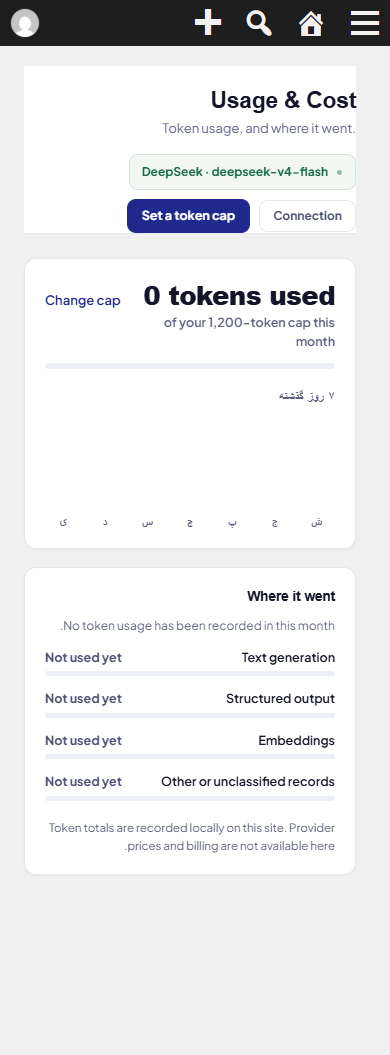 Usage & Cost
Token usage, and where it went.
DeepSeek · deepseek-v4-flash
Connection
Set a token cap
0 tokens used
Change cap
of your 1,200-token cap this
month
۷ روز گذشته
ش ج پ چ س د ی
Where it went
No token usage has been recorded in this month.
Text generation Not used yet
Structured output Not used yet
Embeddings Not used yet
Other or unclassified records Not used yet
Token totals are recorded locally on this site. Provider
prices and billing are not available here.